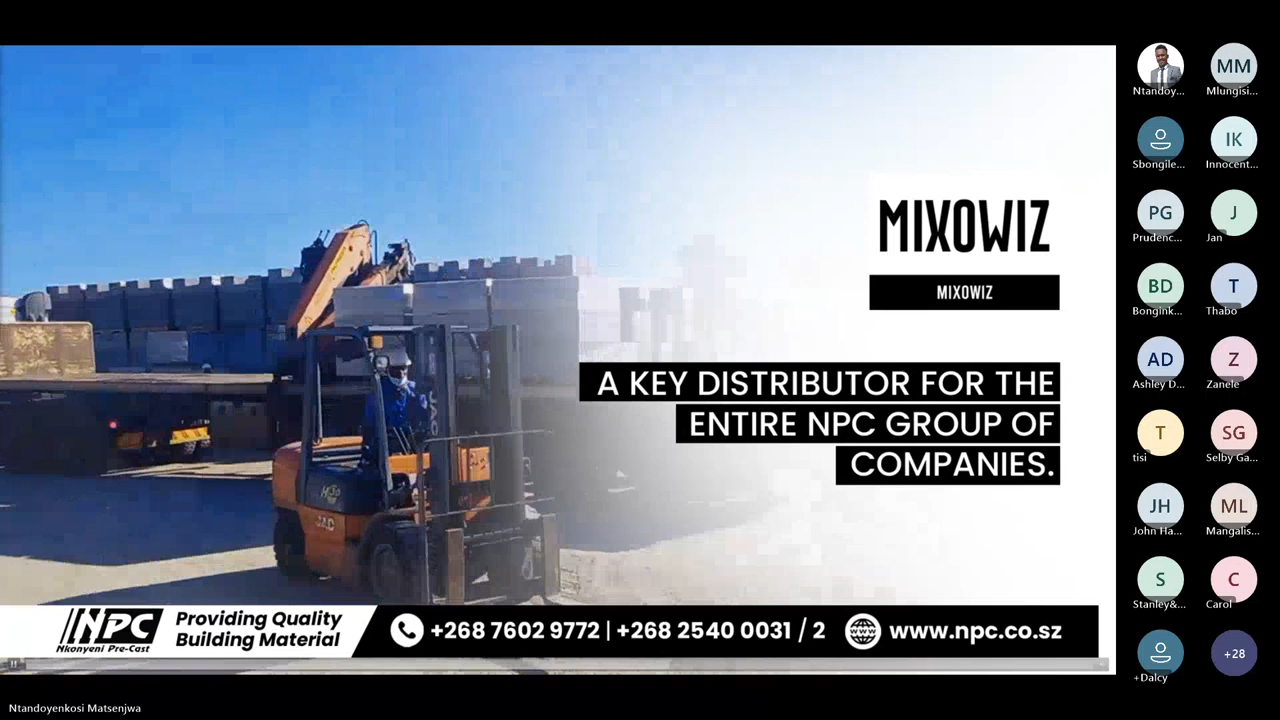 MIXOWIZ
MIXOWIZ
A KEY DISTRIBUTOR FOR THE
ENTIRE NPC GROUP OF
COMPANIES.
NPC
Nkonyeni Pre-Cast
Providing Quality
Building Material
+268 7602 9772 | +268 2540 0031 / 2
www.npc.co.sz
JAC
Ntandoy...
MM
Mlungisi...
Sbongile...
IK
Innocent...
PG
Prudenc...
J
Jan
BD
Bongink...
T
Thabo
AD
Ashley D...
Z
Zanele
T
tisi
SG
Selby Ga...
JH
John Ha...
ML
Mangalis...
S
Stanley&...
C
Carol
+Dalcy
+28
Ntandoyenkosi Matsenjwa